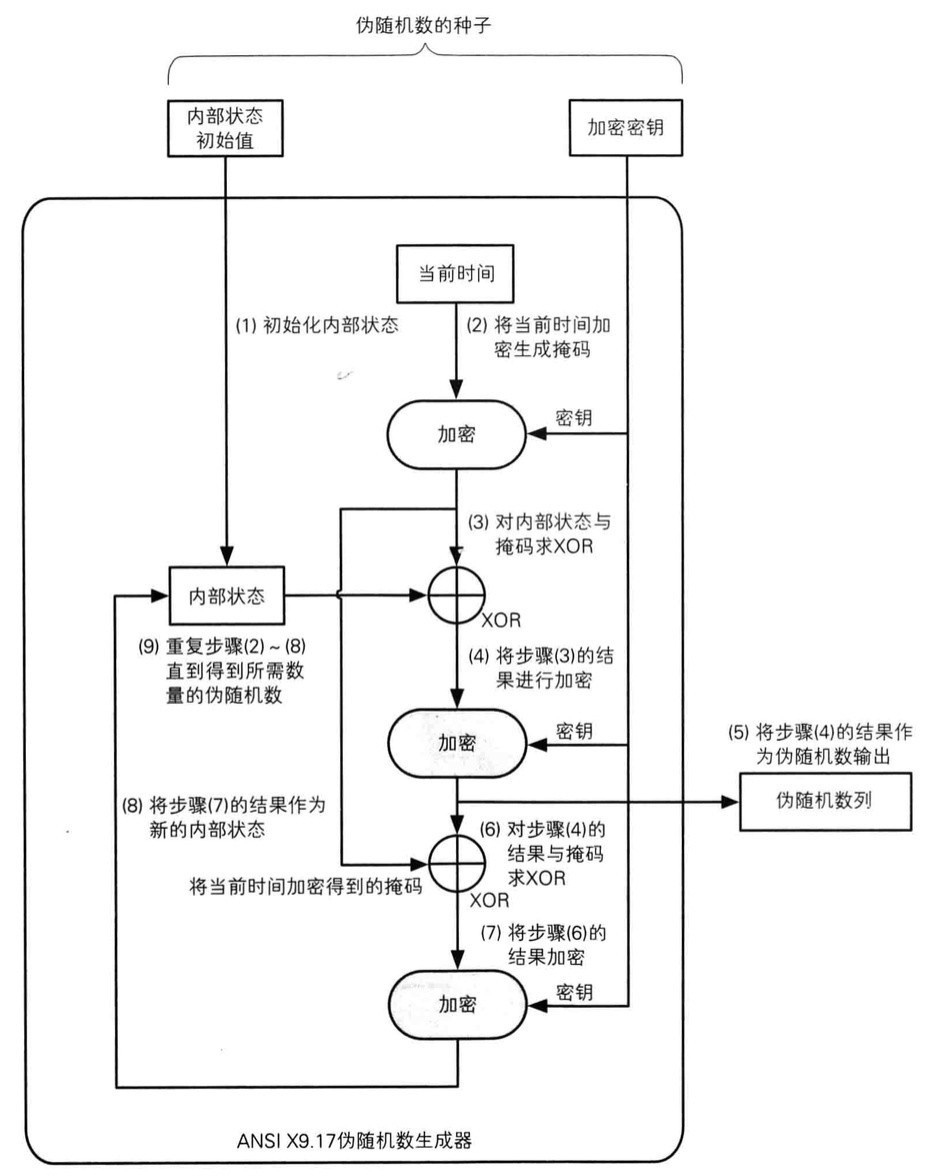 伪随机数的种子
内部状态
初始值
加密密钥
当前时间
(1) 初始化内部状态
(2) 将当前时间加
密生成掩码
密钥
加密
(3) 对内部状态与
掩码求XOR
内部状态
XOR
(9) 重复步骤(2)~(8)
直到得到所需数
量的伪随机数
(4) 将步骤(3)的结
果进行加密
密钥
加密
(5) 将步骤(4)的结果作
为伪随机数输出
伪随机数列
(8) 将步骤(7)的结果作为
新的内部状态
(6) 对步骤(4)的
结果与掩码
求XOR
将当前时间加密得到的掩码
XOR
(7) 将步骤(6)的
结果加密
密钥
加密
ANSI X9.17伪随机数生成器